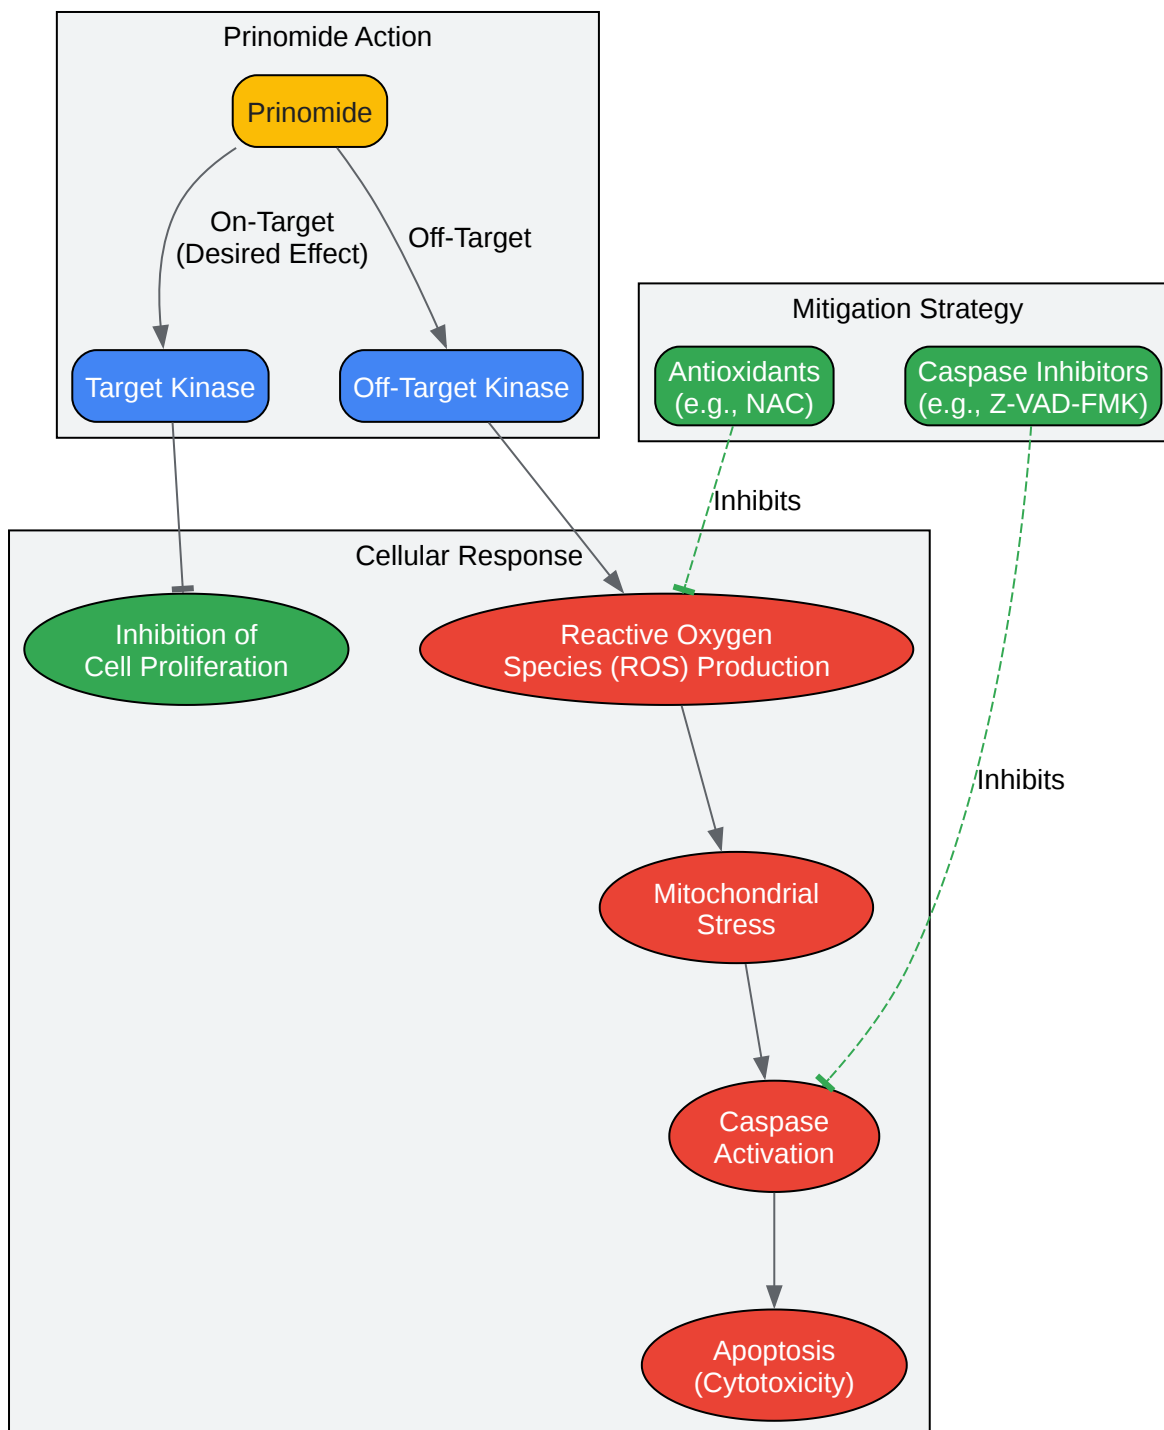 Prinomide Action
Prinomide
On-Target
(Desired Effect)
Off-Target
Target Kinase
Off-Target Kinase
Mitigation Strategy
Antioxidants
(e.g., NAC)
Caspase Inhibitors
(e.g., Z-VAD-FMK)
Inhibits
Cellular Response
Inhibition of
Cell Proliferation
Reactive Oxygen
Species (ROS) Production
Inhibits
Mitochondrial
Stress
Caspase
Activation
Apoptosis
(Cytotoxicity)